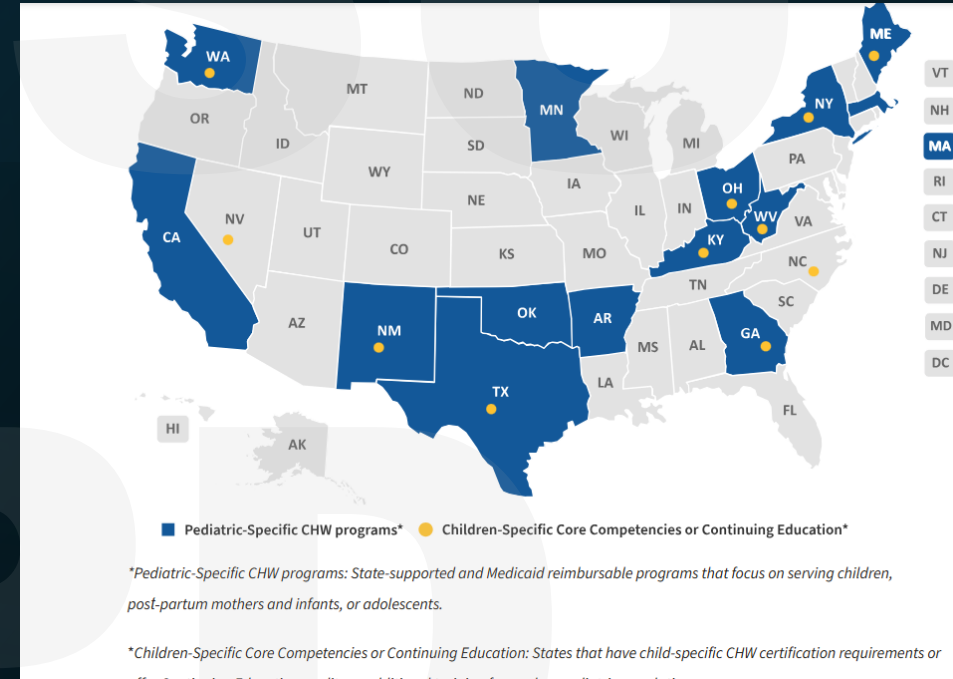 ME
WA
VT
MT
ND
MN
NY
NH
OR
WI
MI
ID
SD
MA
WY
PA
IA
RI
NE
OH
IL
IN
WV
CT
NV
VA
UT
CA
CO
KS
MO
KY
NJ
NC
TN
DE
OK
SC
AZ
AR
NM
GA
MD
MS
AL
DC
TX
LA
FL
HI
AK
Pediatric-Specific CHW programs* Children-Specific Core Competencies or Continuing Education*
*Pediatric-Specific CHW programs: State-supported and Medicaid reimbursable programs that focus on serving children,
post-partum mothers and infants, or adolescents.
*Children-Specific Core Competencies or Continuing Education: States that have child-specific CHW certification requirements or